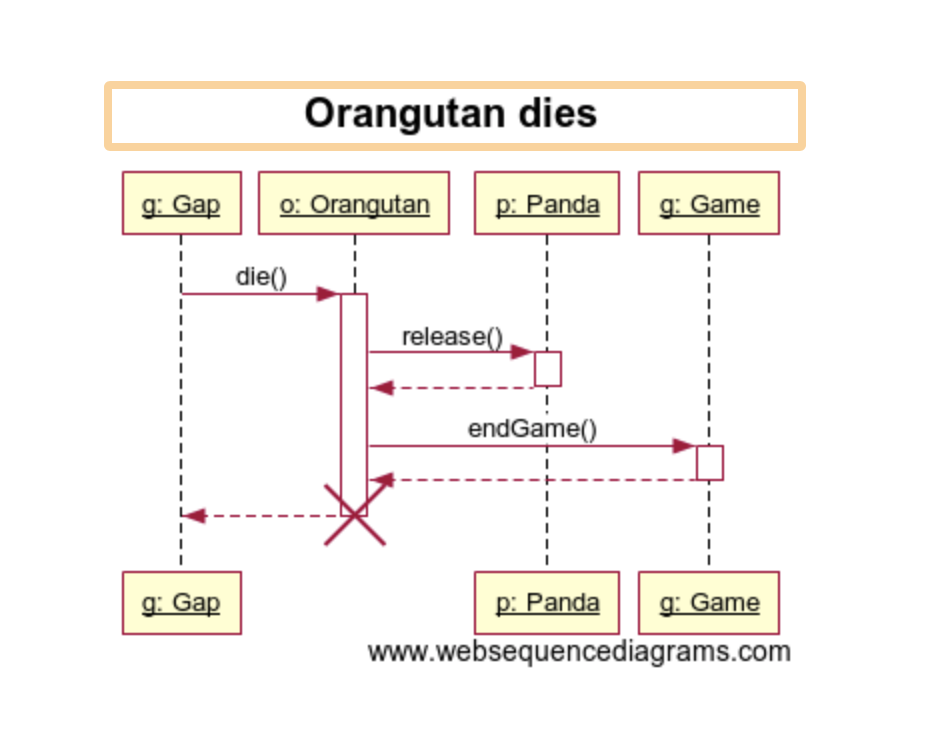 Orangutan dies
g: Gap
o: Orangutan
p: Panda
g: Game
die()
release()
endGame()
g: Gap
p: Panda
g: Game
www.websequencediagrams.com